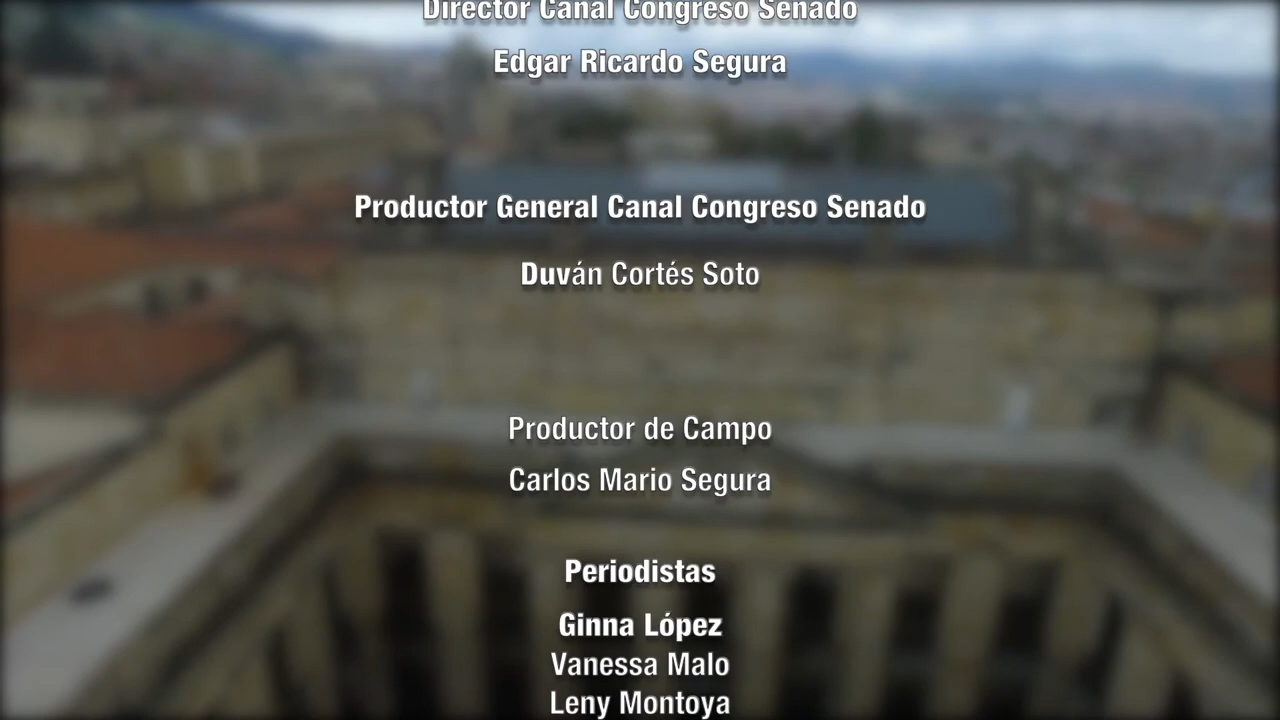 Director Canal Congreso Senado
Edgar Ricardo Segura
Productor General Canal Congreso Senado
Duván Cortés Soto
Productor de Campo
Carlos Mario Segura
Periodistas
Ginna López
Vanessa Malo
Leny Montoya